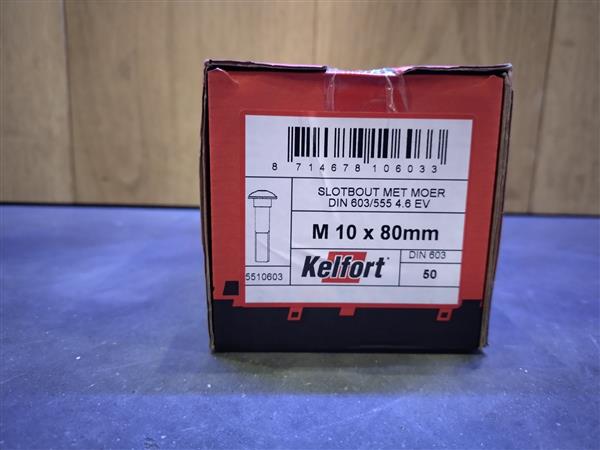 8 714678 106033
SLOTBOUT MET MOER
DIN 603/555 4.6 EV
M 10 x 80mm
5510603
Kelfort
DIN 603
50